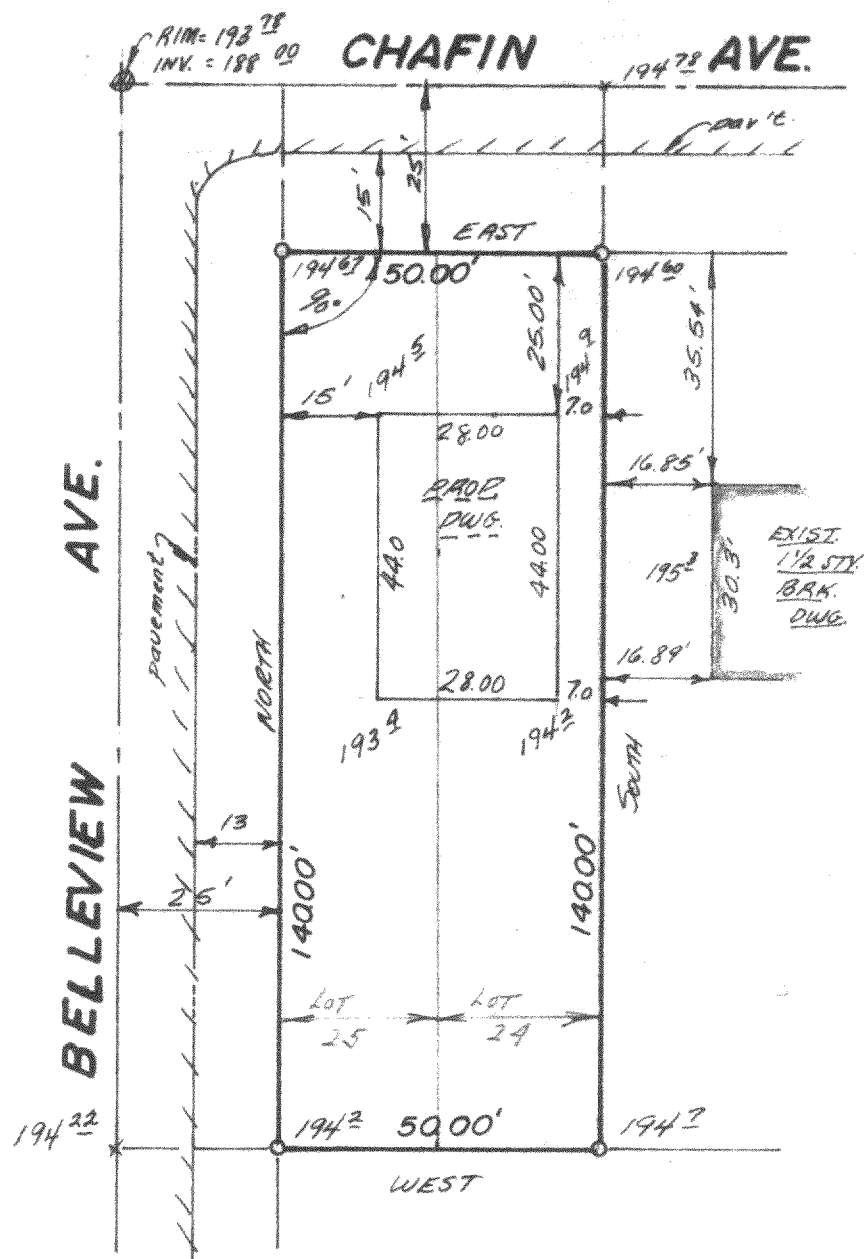 RIM= 193 78
INV. = 188 00
CHAFIN AVE.
194 78
pav't.
15'
25'
EAST
194 67
50.00'
194 60
90°
194 5
25.00'
194 9
35.54'
15'
7.0
28.00
16.85'
PROP.
DWG.
BELLEVIEW AVE.
pavement
44.0
44.00
195 3
30.3'
EXIST.
1 1/2 STY.
BRK.
DWG.
NORTH
28.00
7.0
16.89'
193 9
194 2
SOUTH
13
25'
140.00'
140.00'
LOT
25
LOT
24
194 22
194 2
50.00'
194 7
WEST